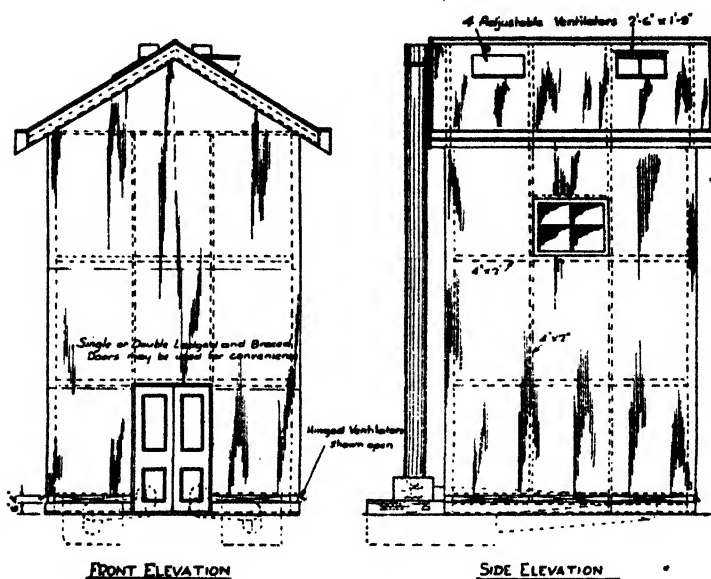 4 Adjustable Ventilators 2'-6" x 1'-9"
4"x2"
4"x2"
Single or Double Ledged and Braced
Doors may be used for convenience
Hinged Ventilators
shown open
FRONT ELEVATION
SIDE ELEVATION